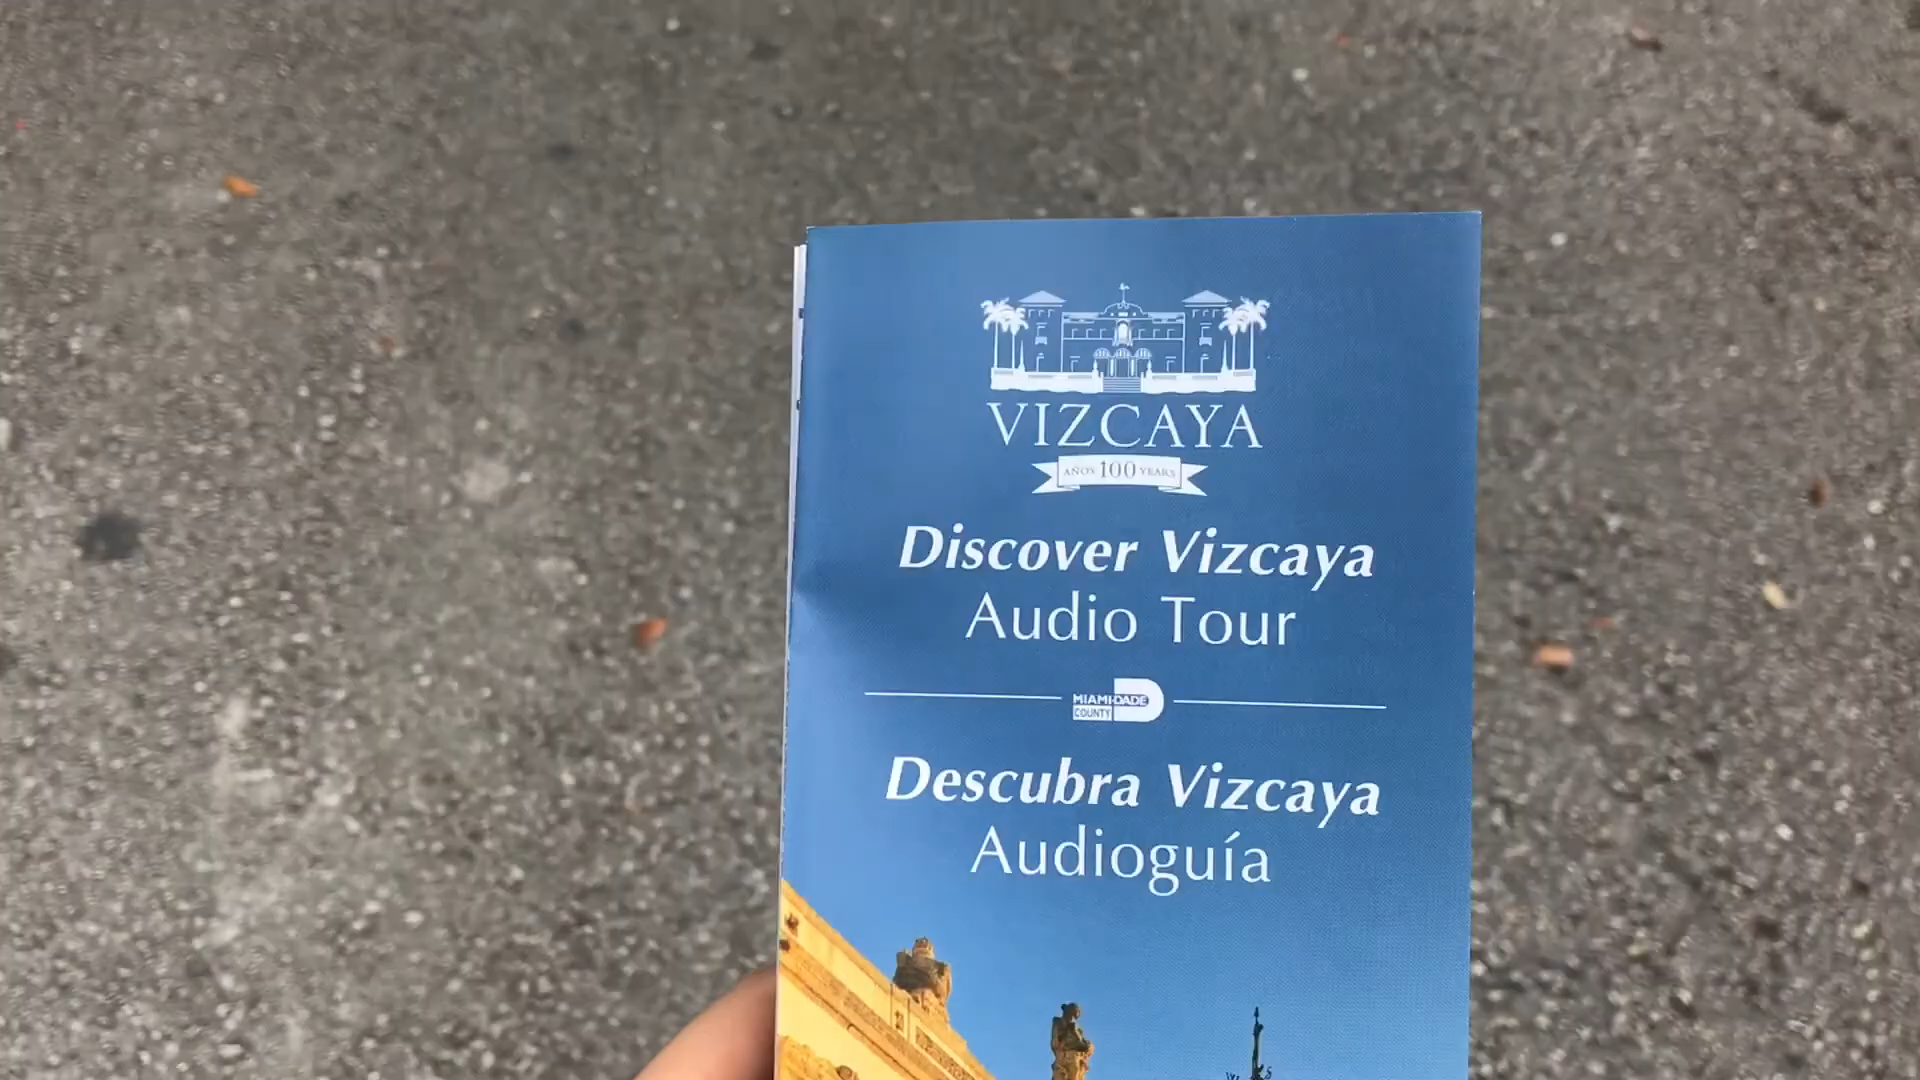 VIZCAYA
AÑOS 100 YEARS
Discover Vizcaya
Audio Tour
MIAMI-DADE
COUNTY
Descubra Vizcaya
Audioguía